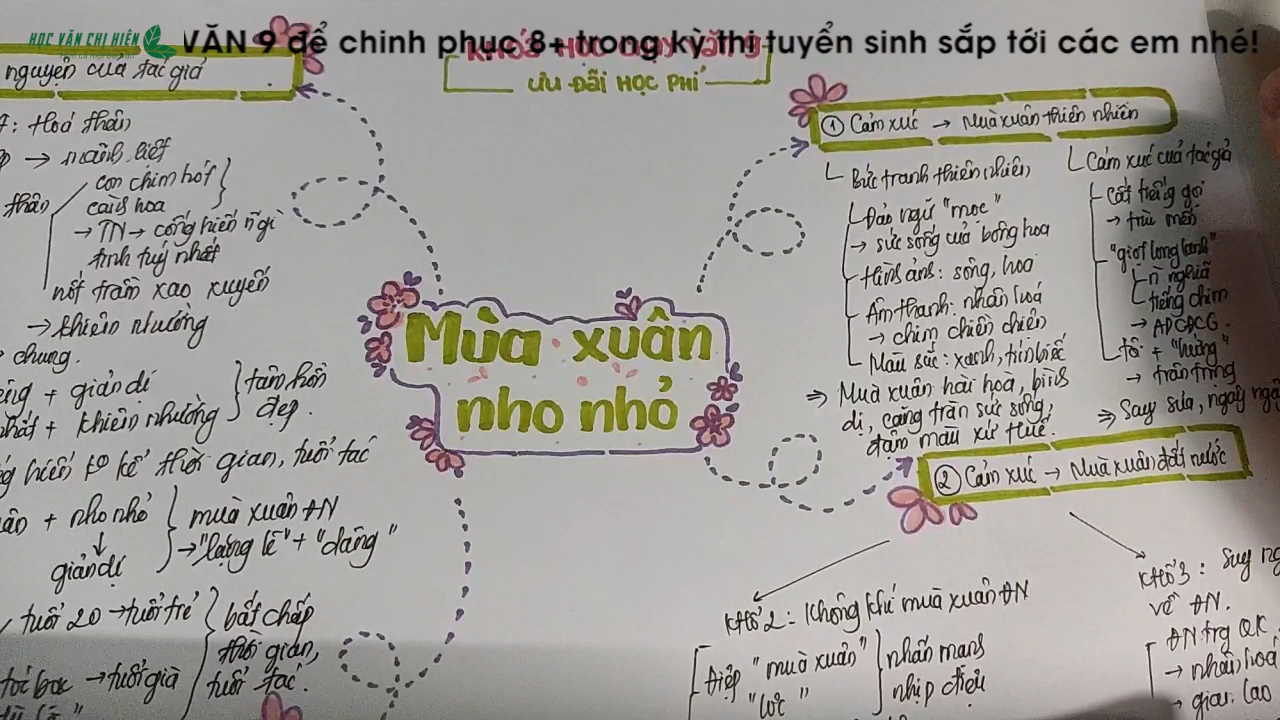 HỌC VĂN CHỊ HIÊN
VĂN 9 để chinh phục 8+ trong kỳ thi tuyển sinh sắp tới các em nhé!
ƯU ĐÃI HỌC PHÍ
nguyện của tác giả
: Hoá thân
→ mãnh liệt
thân
con chim hót
cành hoa
→ TN → cống hiến n~ gì
tinh tuý nhất
nốt trầm xao xuyến
→ khiêm nhường
chung.
+ giản dị
+ khiêm nhường
tâm hồn
đẹp.
hiến ko kể thời gian, tuổi tác
+ nho nhỏ
↓
giản dị
mùa xuân ĐN
→ "lặng lẽ" + "dâng"
tuổi 20 → tuổi trẻ
tóc bạc → tuổi già
bất chấp
thời gian,
tuổi tác.
Mùa xuân
nho nhỏ
① Cảm xúc → Mùa xuân thiên nhiên
Bức tranh thiên nhiên
Đảo ngữ "mọc"
→ sức sống của bông hoa
Hình ảnh: sông, hoa
Âm thanh: nhân hoá
→ chim chiền chiện
Màu sắc: xanh, tím biếc
⇒ Mùa xuân hài hoà, bình
dị, căng tràn sức sống,
đậm màu xứ Huế.
Cảm xúc của tác giả
Cất tiếng gọi
→ trìu mến
"giọt long lanh"
n nghĩa
tiếng chim
→ ADCĐCG.
tôi + "hứng"
→ trân trọng
⇒ Say sưa, ngây ngất
② Cảm xúc → Mùa xuân đất nước
KHổ 2: Không khí mùa xuân ĐN
Điệp "mùa xuân"
"lộc"
nhấn mạnh
nhịp điệu
KHổ 3: Suy ng
về ĐN.
ĐN trg QK
→ nhân hoá
→ gian lao